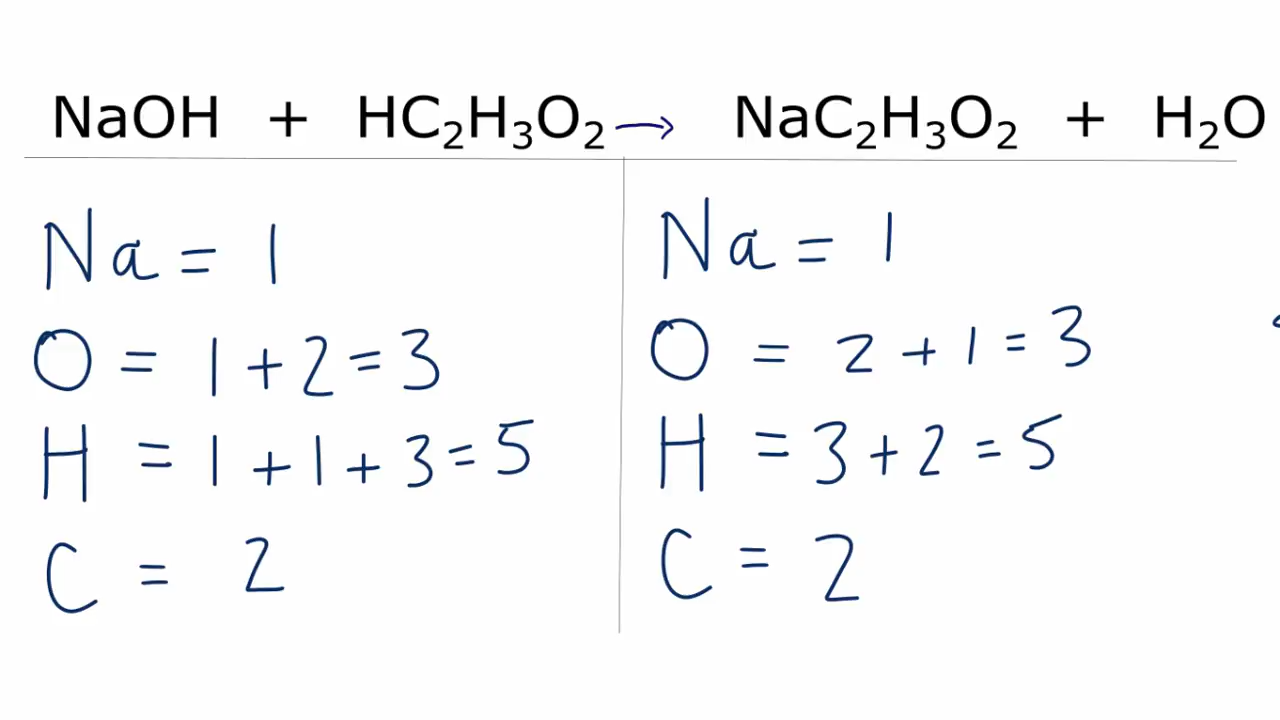 NaOH + HC₂H₃O₂ → NaC₂H₃O₂ + H₂O
Na = 1
O = 1 + 2 = 3
H = 1 + 1 + 3 = 5
C = 2
Na = 1
O = 2 + 1 = 3
H = 3 + 2 = 5
C = 2